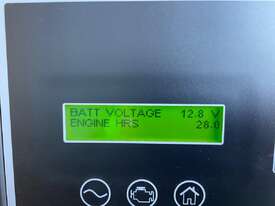 BATT VOLTAGE 12.8 V
ENGINE HRS 28.0